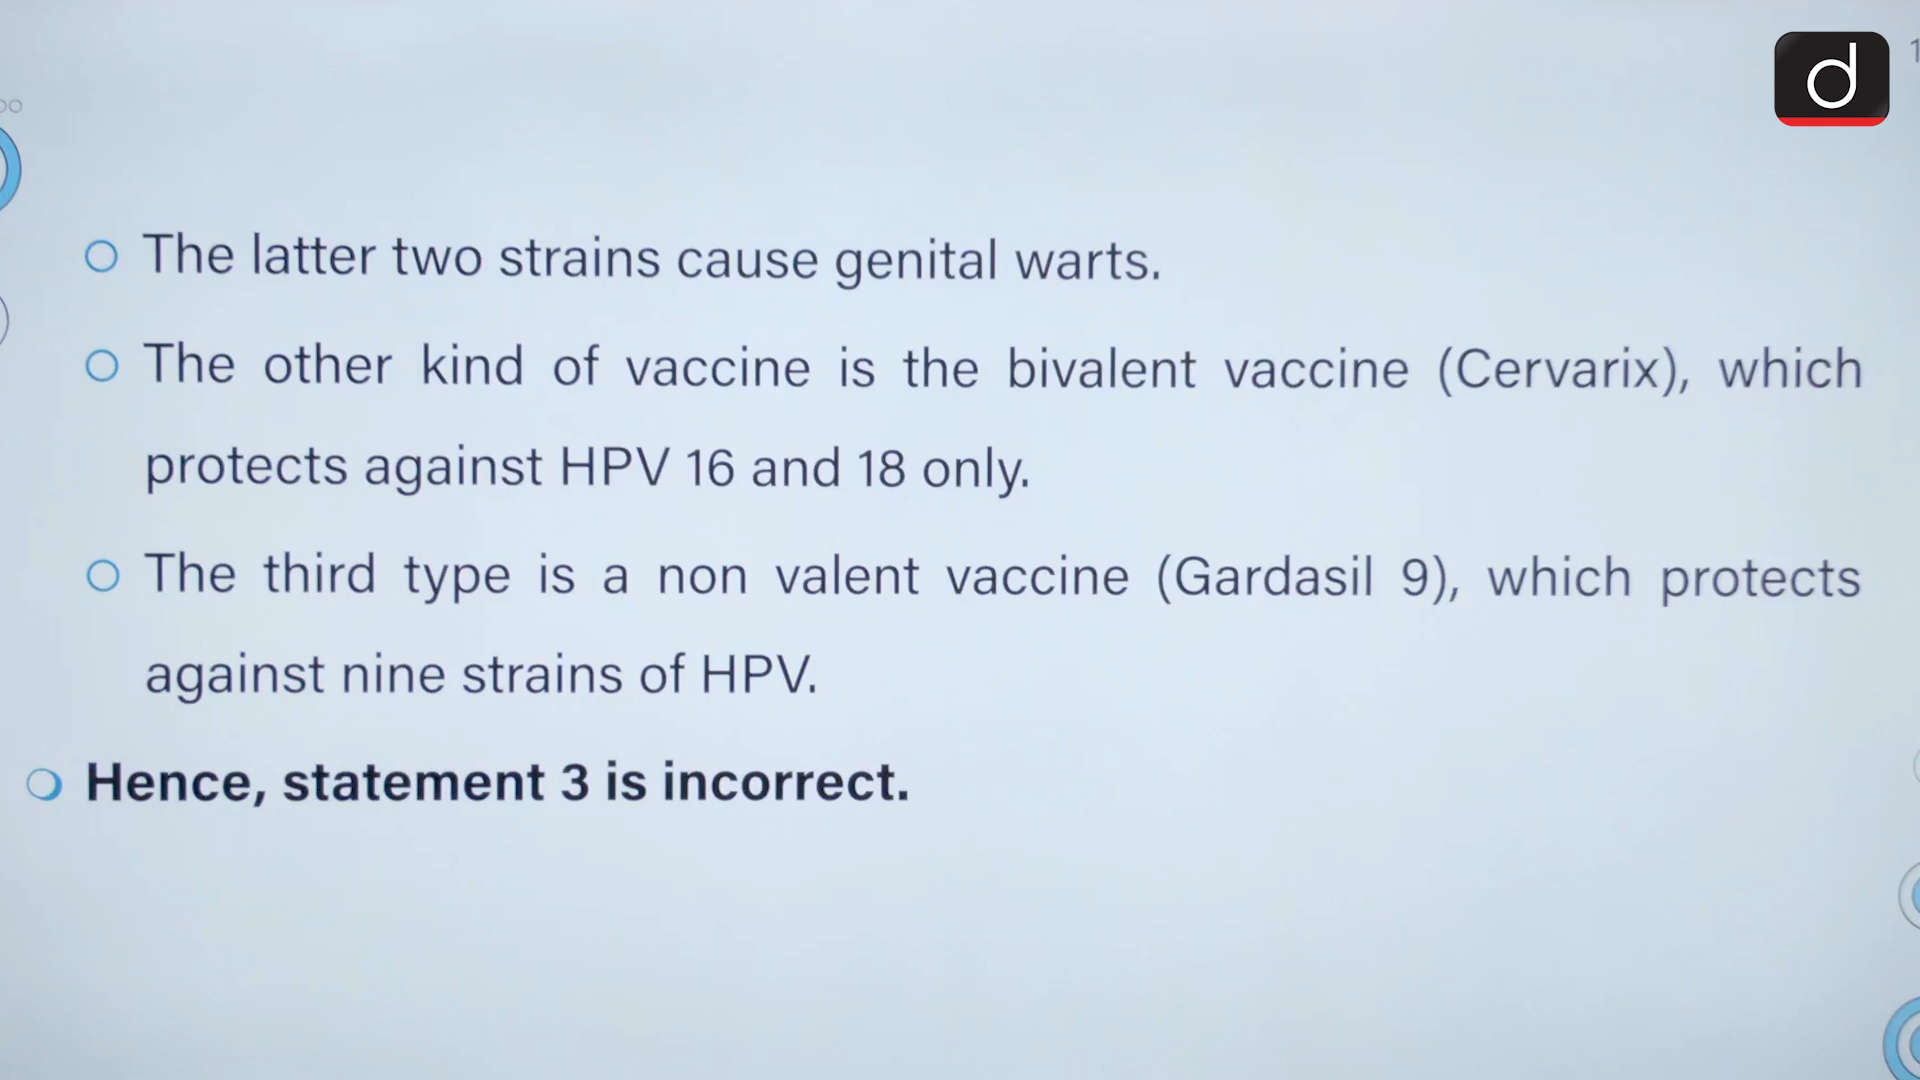 d
The latter two strains cause genital warts.
The other kind of vaccine is the bivalent vaccine (Cervarix), which
protects against HPV 16 and 18 only.
The third type is a non valent vaccine (Gardasil 9), which protects
against nine strains of HPV.
Hence, statement 3 is incorrect.